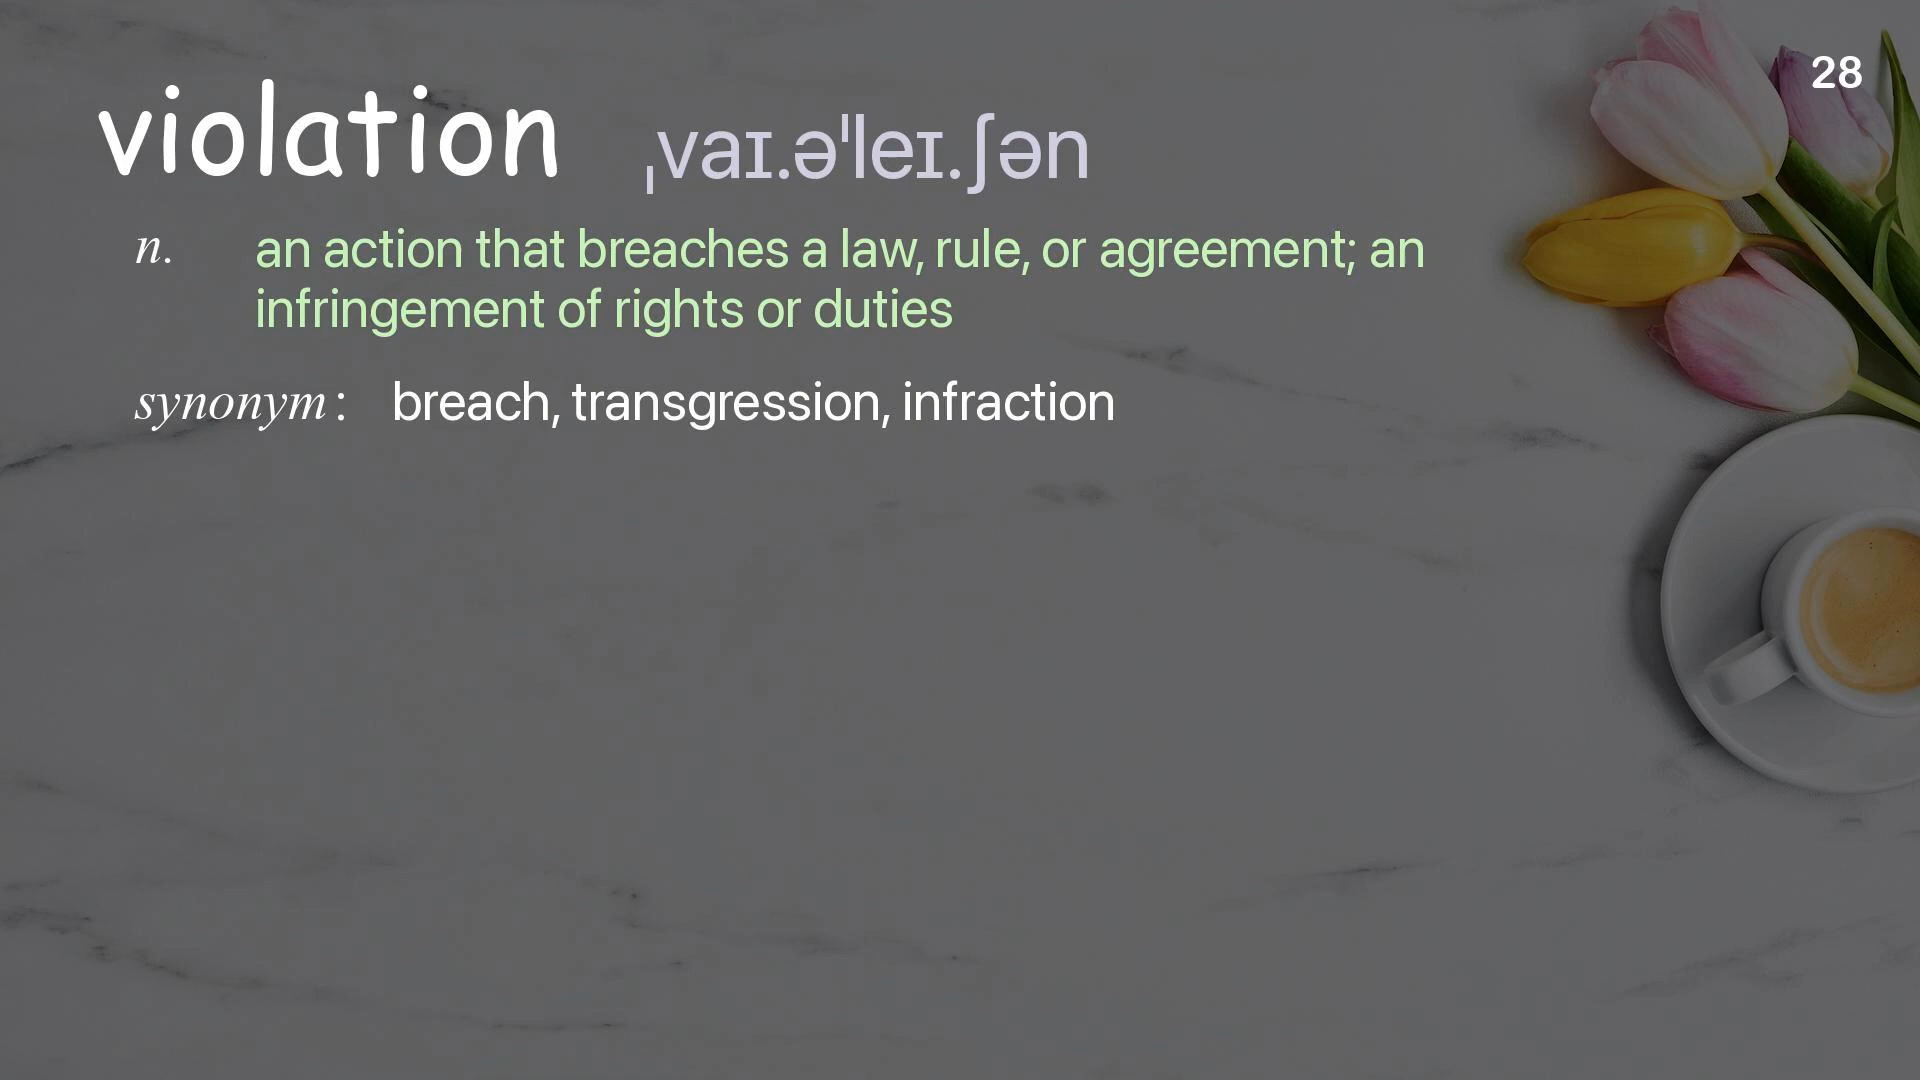 28
violation ˌvaɪ.əˈleɪ.ʃən
n. an action that breaches a law, rule, or agreement; an
infringement of rights or duties
synonym : breach, transgression, infraction